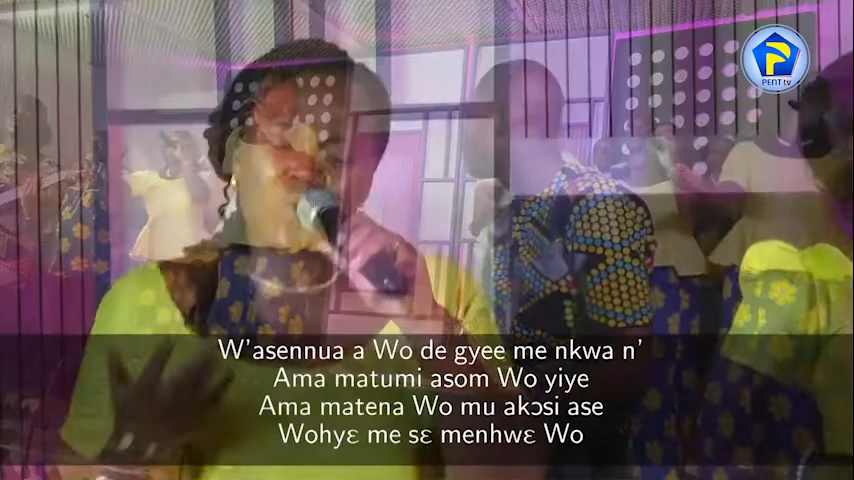 P
PENT tv
W'asennua a Wo de gyee me nkwa n'
Ama matumi asom Wo yiye
Ama matena Wo mu akɔsi ase
Wohyɛ me sɛ menhwɛ Wo